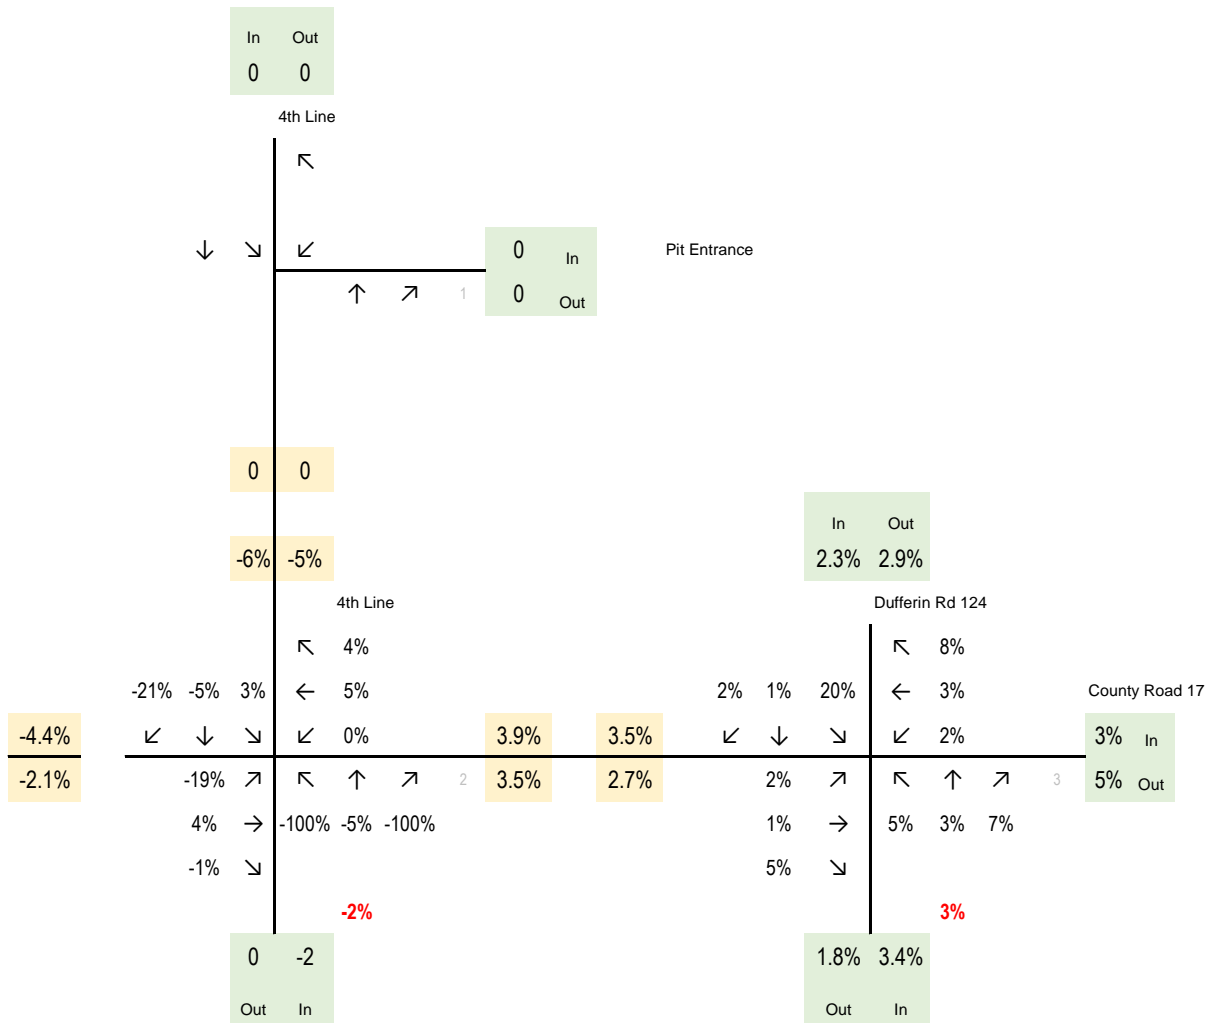 In Out
0 0
4th Line
↖
↓ ↘ ↙ 0 In Pit Entrance
↑ ↗ 1 0 Out
0 0
In Out
-6% -5% 2.3% 2.9%
4th Line Dufferin Rd 124
↖ 4% ↖ 8%
-21% -5% 3% ← 5% 2% 1% 20% ← 3% County Road 17
-4.4% ↙ ↓ ↘ ↙ 0% 3.9% 3.5% ↙ ↓ ↘ ↙ 2% 3% In
-2.1% -19% ↗ ↖ ↑ ↗ 2 3.5% 2.7% 2% ↗ ↖ ↑ ↗ 3 5% Out
4% → -100% -5% -100% 1% → 5% 3% 7%
-1% ↘ 5% ↘
-2% 3%
0 -2 1.8% 3.4%
Out In Out In